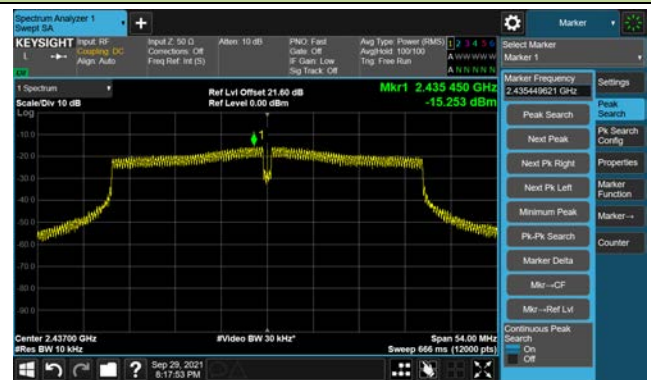 Spectrum Analyzer 1
Swept SA
+
Marker
KEYSIGHT
Input: RF
Coupling: DC
Align: Auto
Input Z: 50 Ω
Corrections: Off
Freq Ref: Int (S)
Atten: 10 dB
PNO: Fast
Gate: Off
IF Gain: Low
Sig Track: Off
Avg Type: Power (RMS)
Avg|Hold: 100/100
Trig: Free Run
1 2 3 4 5 6
A W W W W W
A N N N N N
L
Select Marker
Marker 1
1 Spectrum
Scale/Div 10 dB
Log
Ref Lvl Offset 21.60 dB
Ref Level 0.00 dBm
Mkr1 2.435 450 GHz
-15.253 dBm
-10.0
-20.0
-30.0
-40.0
-50.0
-60.0
-70.0
-80.0
-90.0
1
Center 2.43700 GHz
#Res BW 10 kHz
#Video BW 30 kHz*
Span 54.00 MHz
Sweep 666 ms (12000 pts)
Marker Frequency
2.435449621 GHz
Peak Search
Next Peak
Next Pk Right
Next Pk Left
Minimum Peak
Pk-Pk Search
Marker Delta
Mkr→CF
Mkr→Ref Lvl
Continuous Peak
Search
On
Off
Settings
Peak
Search
Pk Search
Config
Properties
Marker
Function
Marker→
Counter
?
Sep 29, 2021
8:17:53 PM